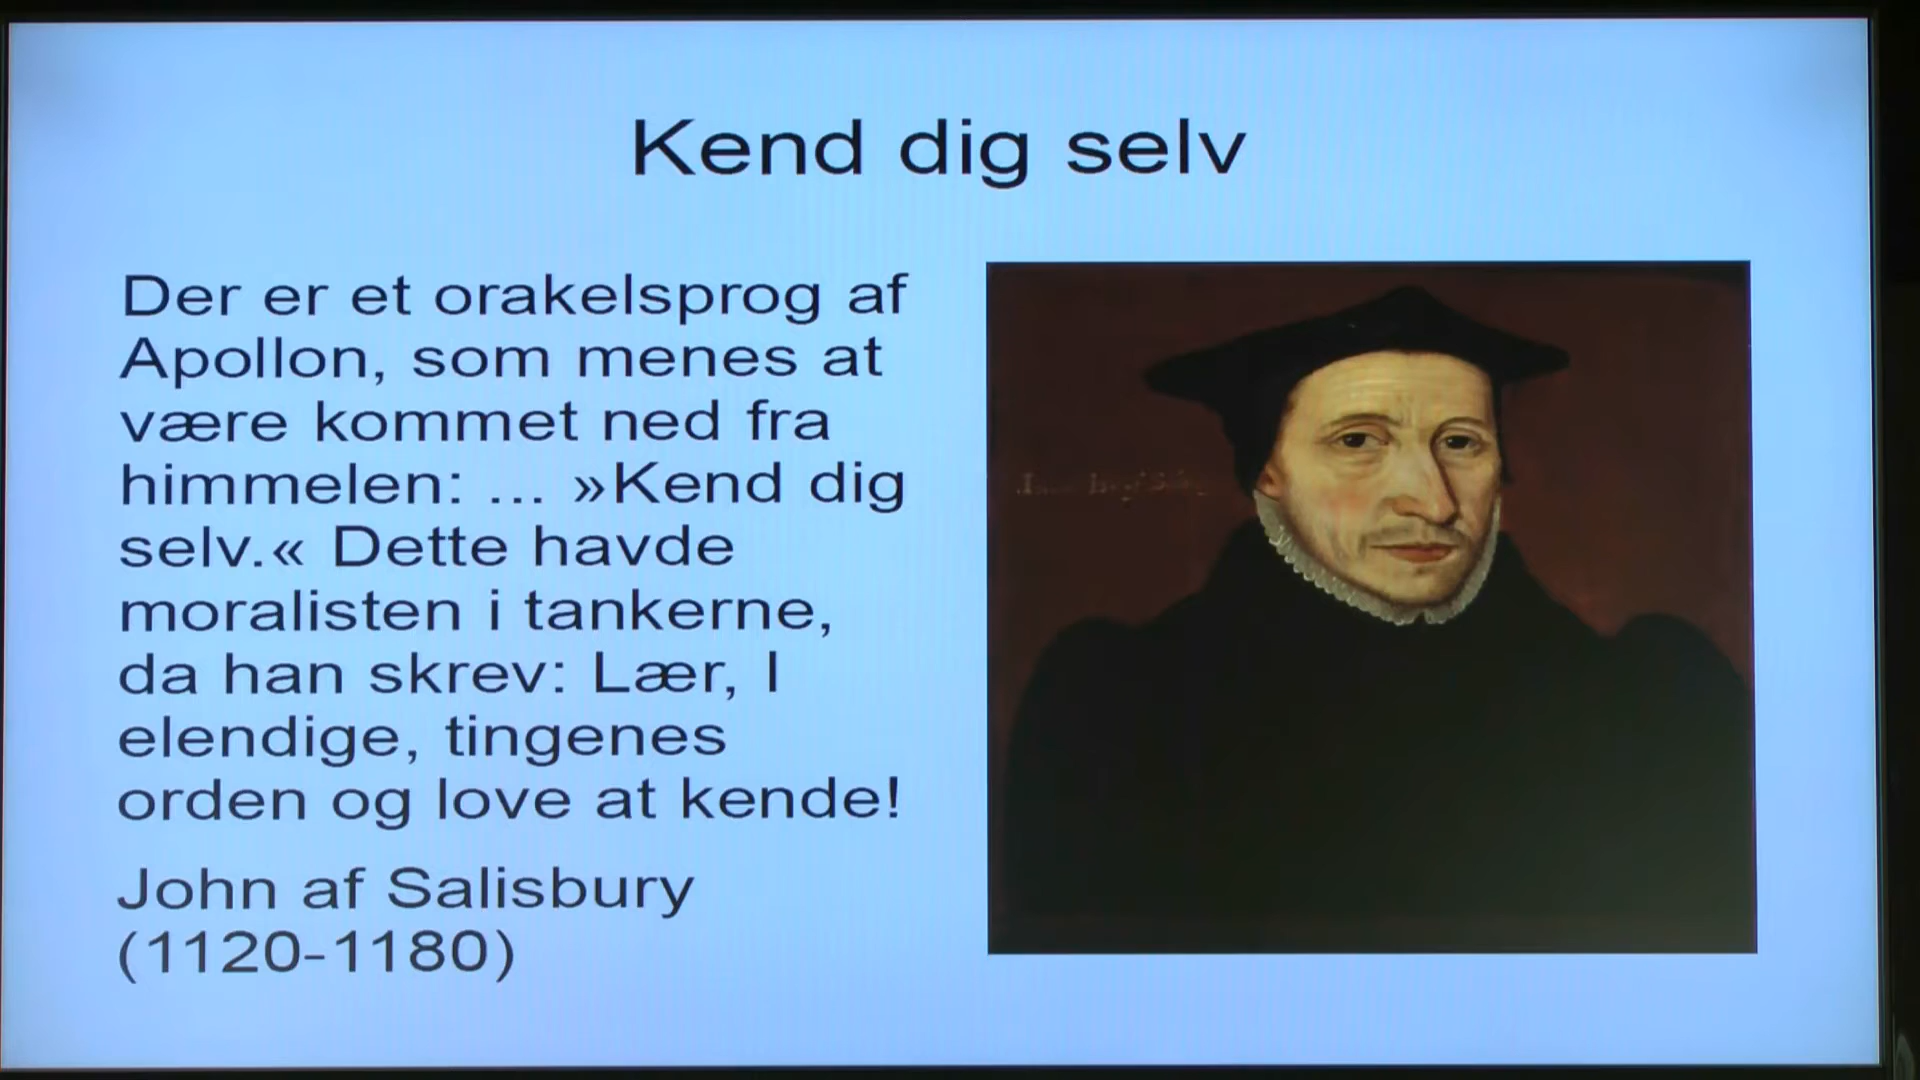 Kend dig selv
Der er et orakelsprog af
Apollon, som menes at
være kommet ned fra
himmelen: ... »Kend dig
selv.« Dette havde
moralisten i tankerne,
da han skrev: Lær, I
elendige, tingenes
orden og love at kende!
John af Salisbury
(1120-1180)